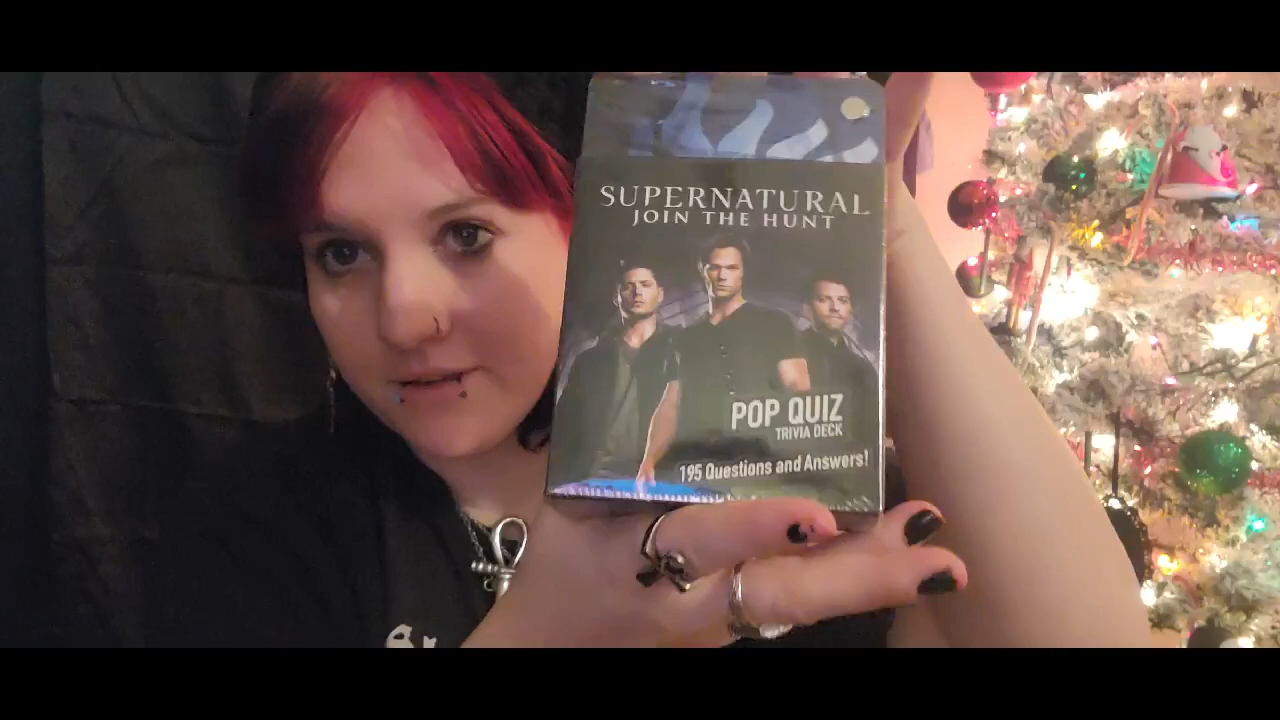 SUPERNATURAL
JOIN THE HUNT
POP QUIZ
TRIVIA DECK
195 Questions and Answers!